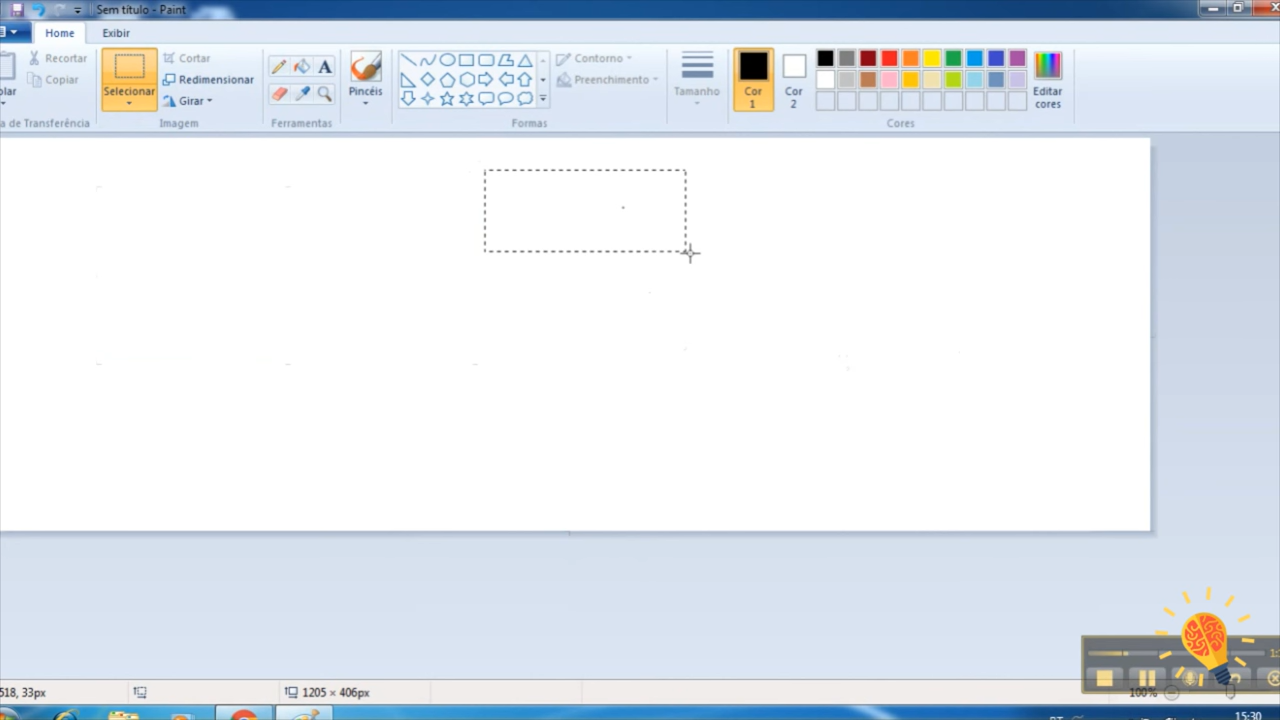 Sem título - Paint
Home Exibir
Recortar
Copiar
Selecionar
Cortar
Redimensionar
Girar
A
Pincéis
Contorno
Preenchimento
Tamanho
Cor 1
Cor 2
Editar cores
a de Transferência Imagem Ferramentas Formas Cores
518, 33px 1205 × 406px 100%
PT 15:30